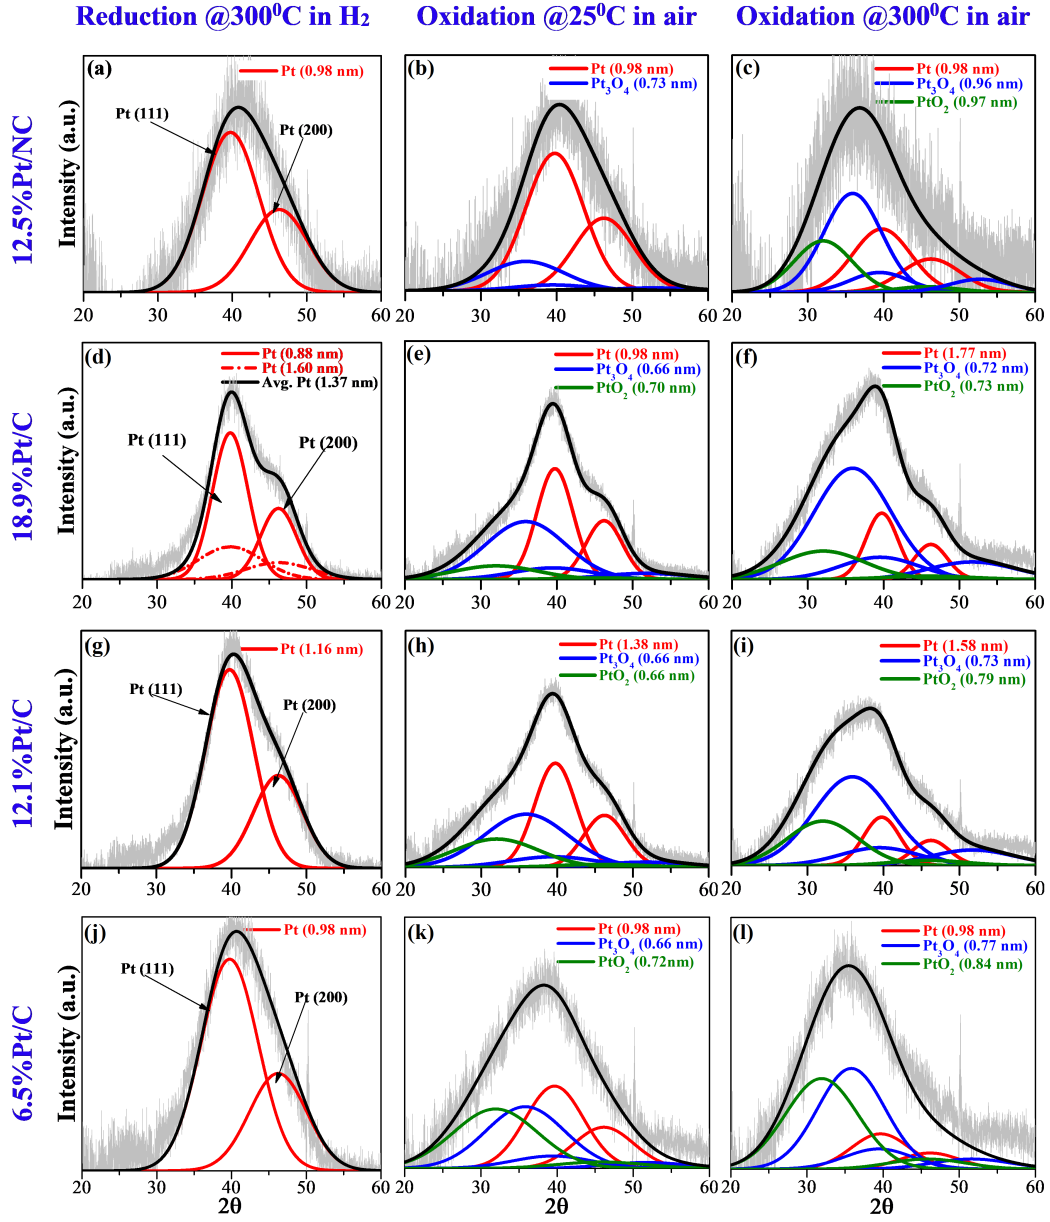 Reduction @300⁰C in H₂ Oxidation @25⁰C in air Oxidation @300⁰C in air
12.5%Pt/NC
Intensity (a.u.)
(a)
Pt (0.98 nm)
Pt (111)
Pt (200)
20 30 40 50 60
(b)
Pt (0.98 nm)
Pt₃O₄ (0.73 nm)
20 30 40 50 60
(c)
Pt (0.98 nm)
Pt₃O₄ (0.96 nm)
PtO₂ (0.97 nm)
20 30 40 50 60
18.9%Pt/C
Intensity (a.u.)
(d)
Pt (0.88 nm)
Pt (1.60 nm)
Avg. Pt (1.37 nm)
Pt (111)
Pt (200)
20 30 40 50 60
(e)
Pt (0.98 nm)
Pt₃O₄ (0.66 nm)
PtO₂ (0.70 nm)
20 30 40 50 60
(f)
Pt (1.77 nm)
Pt₃O₄ (0.72 nm)
PtO₂ (0.73 nm)
20 30 40 50 60
12.1%Pt/C
Intensity (a.u.)
(g)
Pt (1.16 nm)
Pt (111)
Pt (200)
20 30 40 50 60
(h)
Pt (1.38 nm)
Pt₃O₄ (0.66 nm)
PtO₂ (0.66 nm)
20 30 40 50 60
(i)
Pt (1.58 nm)
Pt₃O₄ (0.73 nm)
PtO₂ (0.79 nm)
20 30 40 50 60
6.5%Pt/C
Intensity (a.u.)
(j)
Pt (0.98 nm)
Pt (111)
Pt (200)
20 30 40 50 60
2θ
(k)
Pt (0.98 nm)
Pt₃O₄ (0.66 nm)
PtO₂ (0.72nm)
20 30 40 50 60
2θ
(l)
Pt (0.98 nm)
Pt₃O₄ (0.77 nm)
PtO₂ (0.84 nm)
20 30 40 50 60
2θ